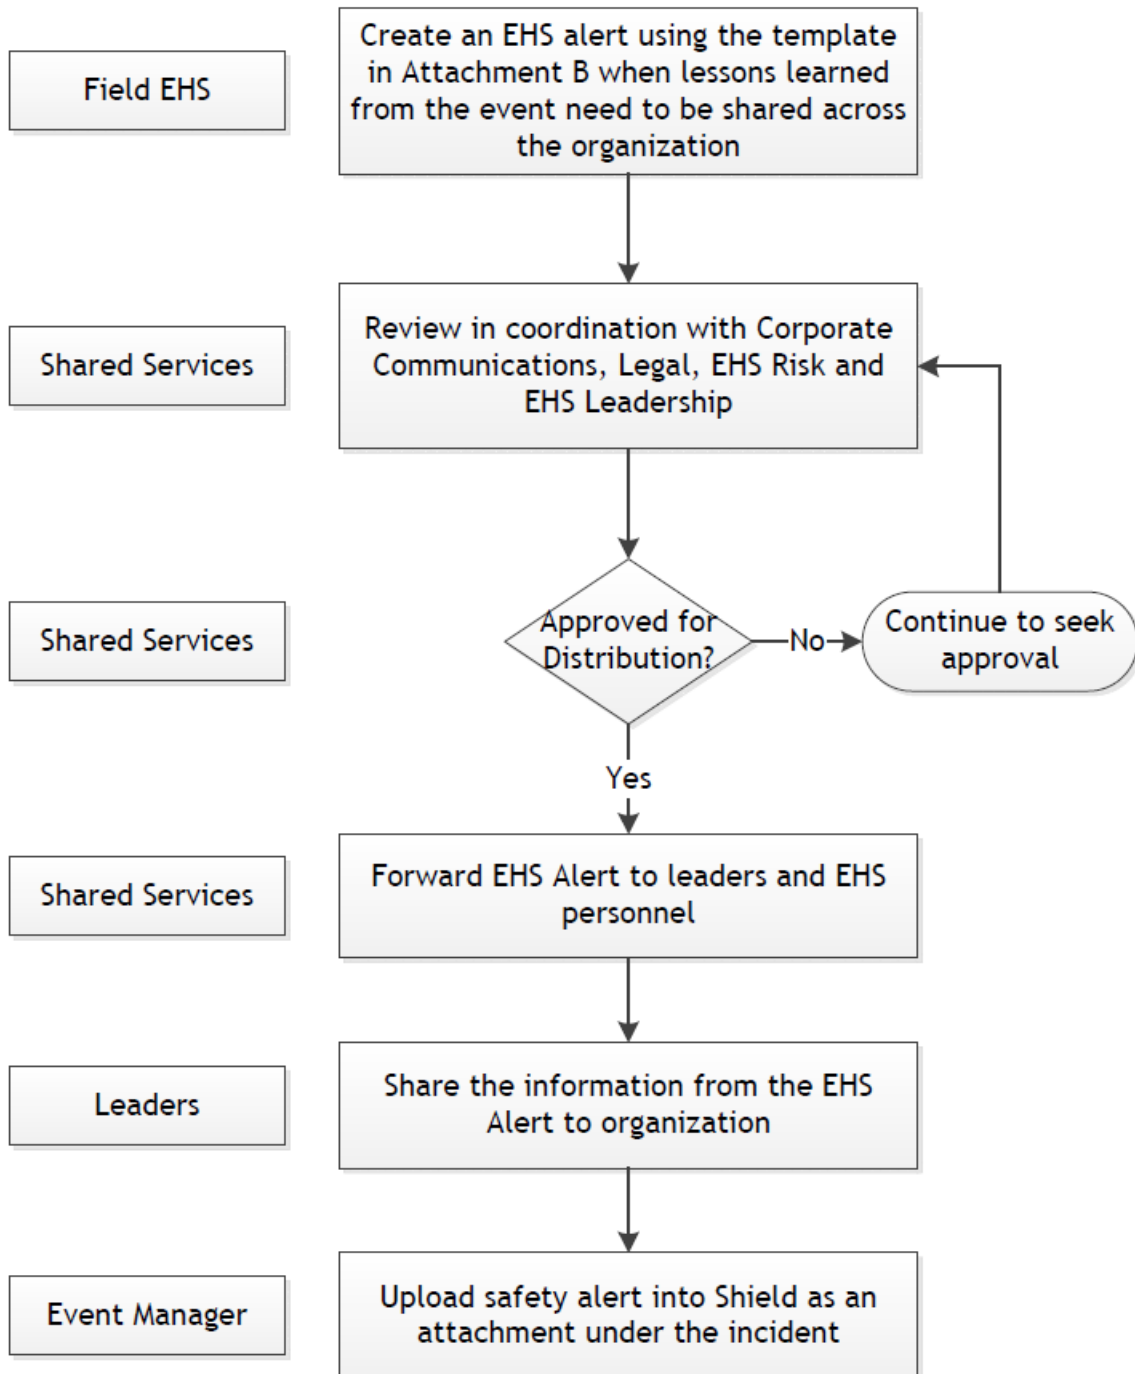 Field EHS
Create an EHS alert using the template
in Attachment B when lessons learned
from the event need to be shared across
the organization
Shared Services
Review in coordination with Corporate
Communications, Legal, EHS Risk and
EHS Leadership
Shared Services
Approved for
Distribution?
No
Continue to seek
approval
Yes
Shared Services
Forward EHS Alert to leaders and EHS
personnel
Leaders
Share the information from the EHS
Alert to organization
Event Manager
Upload safety alert into Shield as an
attachment under the incident